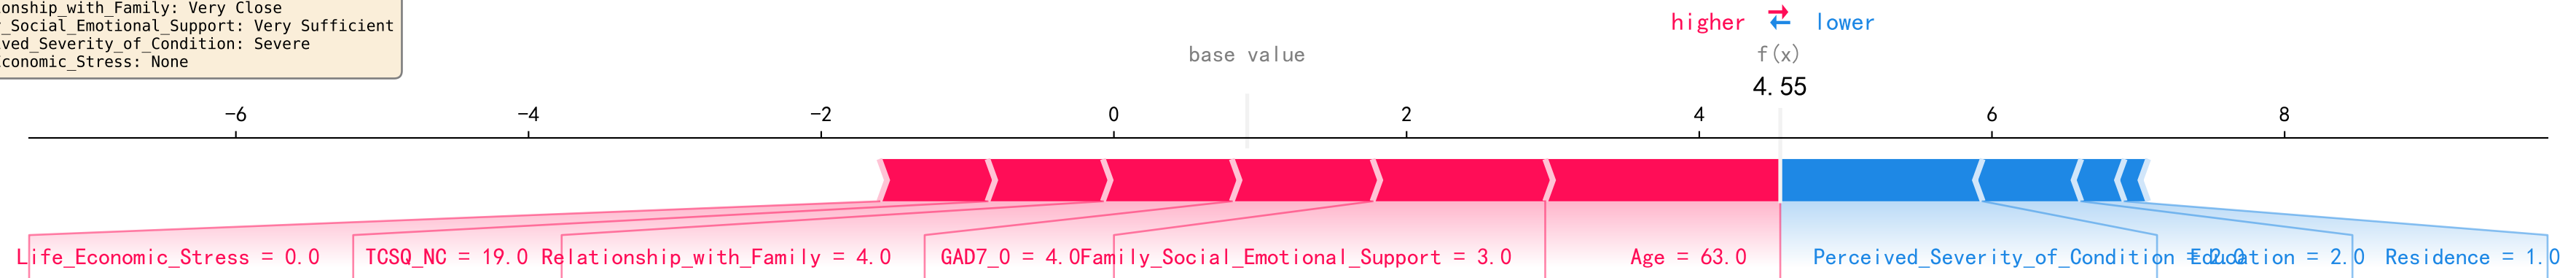 onship_with_Family: Very Close
_Social_Emotional_Support: Very Sufficient
ved_Severity_of_Condition: Severe
conomic_Stress: None
higher lower
base value f(x)
4.55
−6 −4 −2 0 2 4 6 8
Life_Economic_Stress = 0.0 TCSQ_NC = 19.0 Relationship_with_Family = 4.0 GAD7_0 = 4.0 Family_Social_Emotional_Support = 3.0 Age = 63.0 Perceived_Severity_of_Condition = 2.0 Education = 2.0 Residence = 1.0